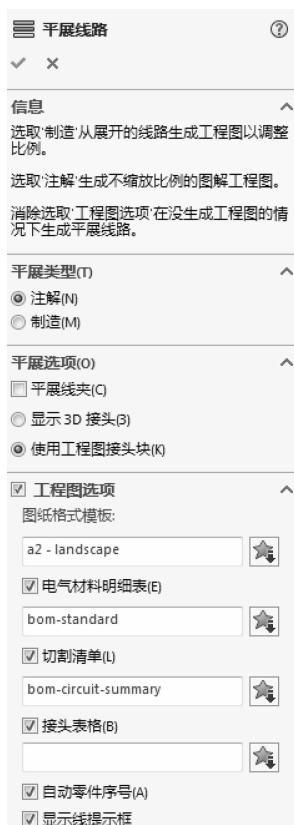 平展线路
信息
选取'制造'从展开的线路生成工程图以调整
比例。
选取'注解'生成不缩放比例的图解工程图。
消除选取'工程图选项'在没生成工程图的情
况下生成平展线路。
平展类型(T)
注解(N)
制造(M)
平展选项(O)
平展线夹(C)
显示 3D 接头(3)
使用工程图接头块(K)
工程图选项
图纸格式模板:
a2 - landscape
电气材料明细表(E)
bom-standard
切割清单(L)
bom-circuit-summary
接头表格(B)
自动零件序号(A)
显示线提示框